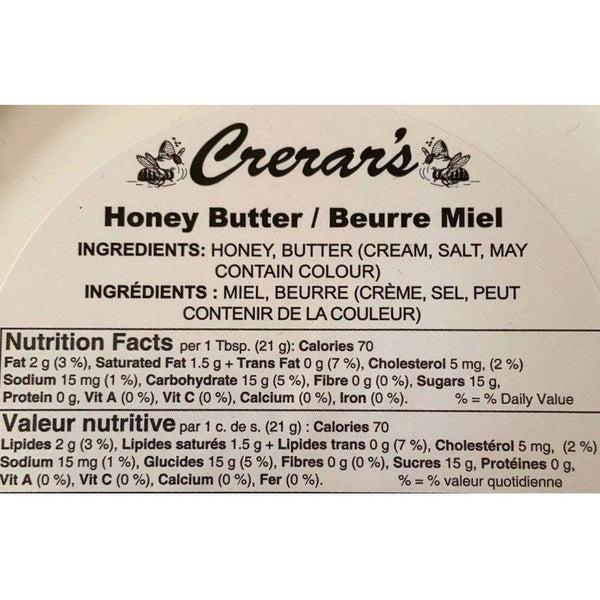 Crerar's
Honey Butter / Beurre Miel
INGREDIENTS: HONEY, BUTTER (CREAM, SALT, MAY
CONTAIN COLOUR)
INGRÉDIENTS : MIEL, BEURRE (CRÈME, SEL, PEUT
CONTENIR DE LA COULEUR)
Nutrition Facts per 1 Tbsp. (21 g): Calories 70
Fat 2 g (3 %), Saturated Fat 1.5 g + Trans Fat 0 g (7 %), Cholesterol 5 mg, (2 %)
Sodium 15 mg (1 %), Carbohydrate 15 g (5 %), Fibre 0 g (0 %), Sugars 15 g,
Protein 0 g, Vit A (0 %), Vit C (0 %), Calcium (0 %), Iron (0 %). % = % Daily Value
Valeur nutritive par 1 c. de s. (21 g) : Calories 70
Lipides 2 g (3 %), Lipides saturés 1.5 g + Lipides trans 0 g (7 %), Cholestérol 5 mg, (2 %)
Sodium 15 mg (1 %), Glucides 15 g (5 %), Fibres 0 g (0 %), Sucres 15 g, Protéines 0 g,
Vit A (0 %), Vit C (0 %), Calcium (0 %), Fer (0 %). % = % valeur quotidienne